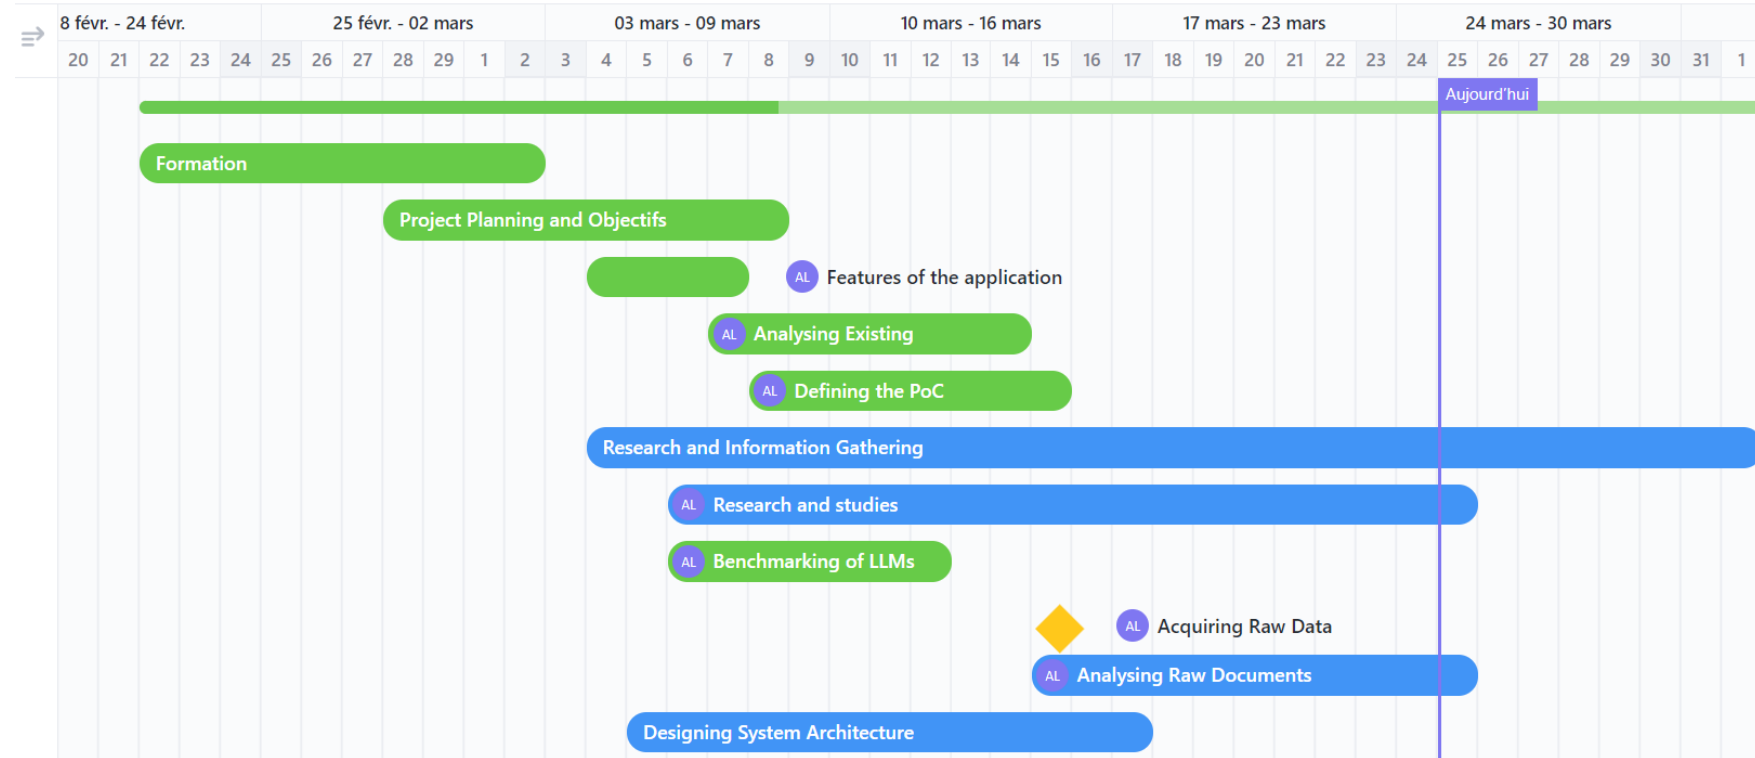 8 févr. - 24 févr. 25 févr. - 02 mars 03 mars - 09 mars 10 mars - 16 mars 17 mars - 23 mars 24 mars - 30 mars
20 21 22 23 24 25 26 27 28 29 1 2 3 4 5 6 7 8 9 10 11 12 13 14 15 16 17 18 19 20 21 22 23 24 25 26 27 28 29 30 31 1
Aujourd'hui
Formation
Project Planning and Objectifs
AL Features of the application
AL Analysing Existing
AL Defining the PoC
Research and Information Gathering
AL Research and studies
AL Benchmarking of LLMs
AL Acquiring Raw Data
AL Analysing Raw Documents
Designing System Architecture